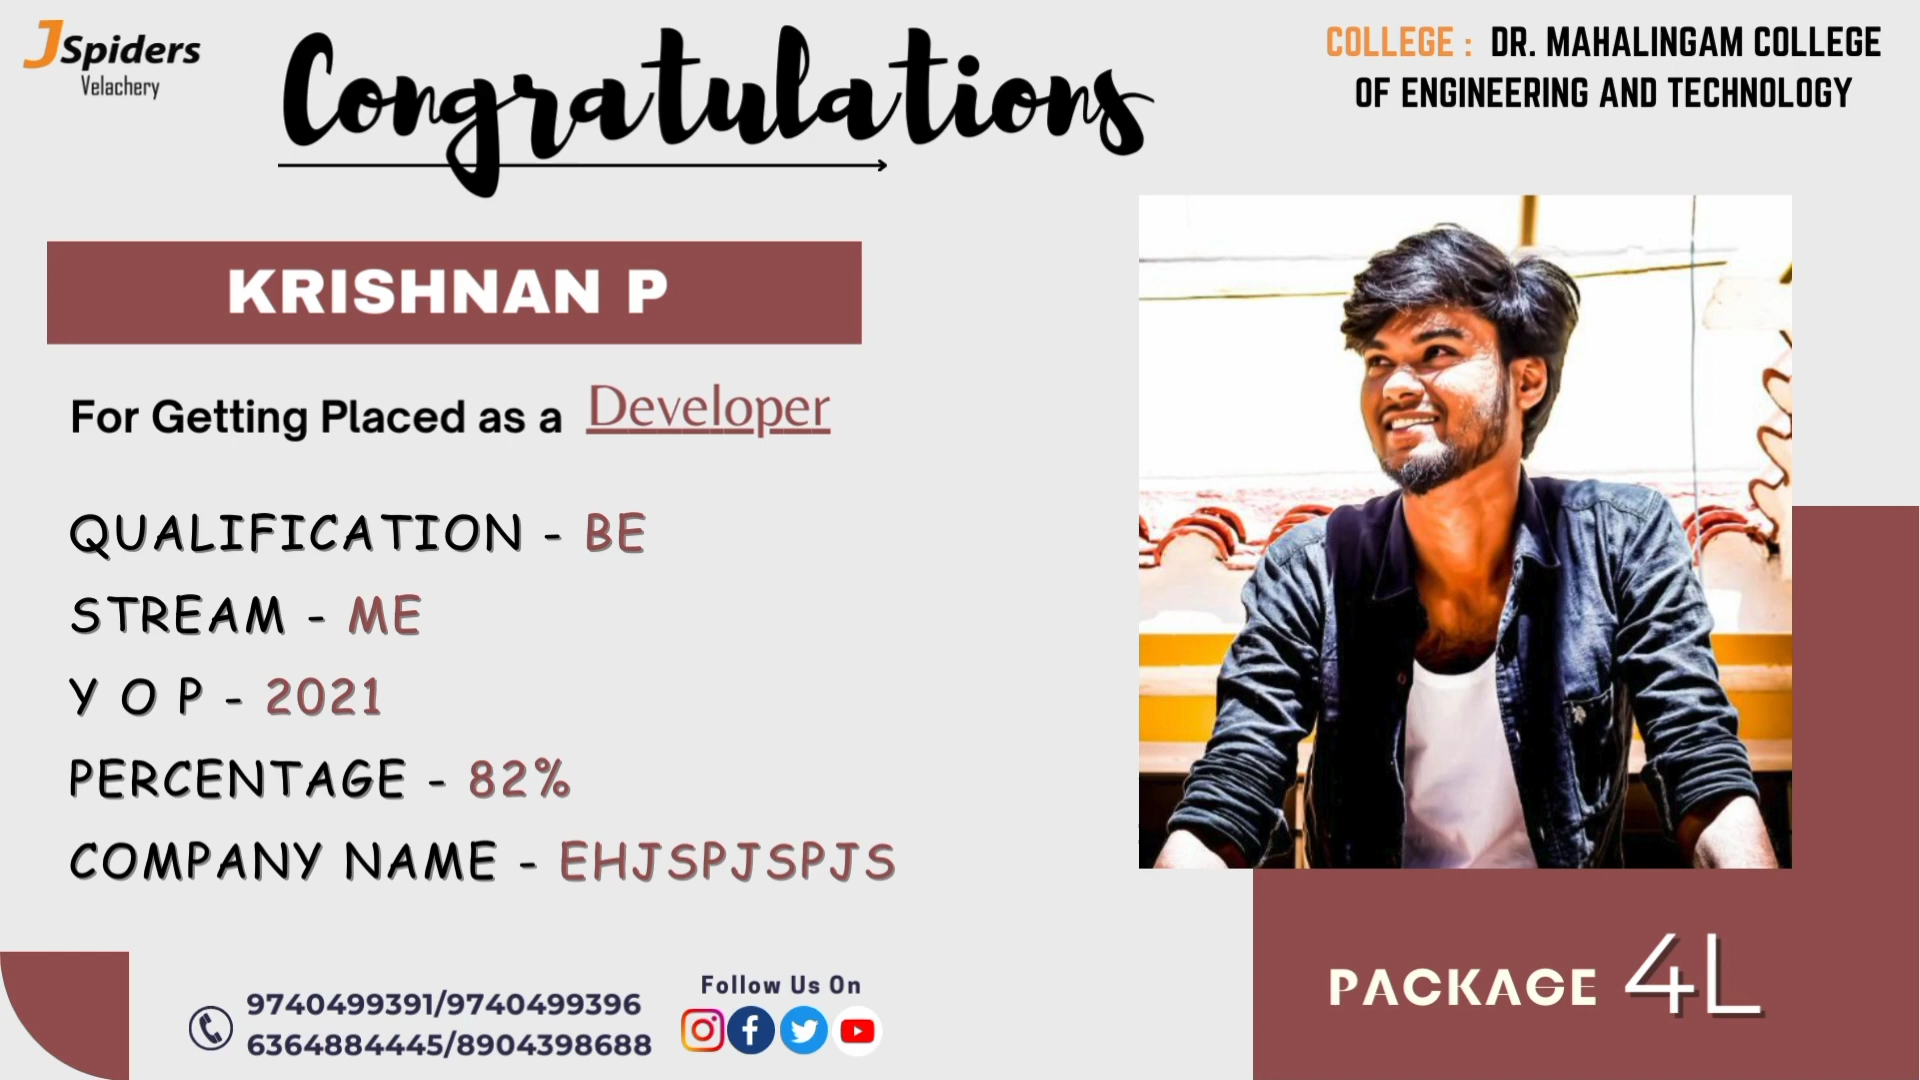 JSpiders
Velachery
Congratulations
COLLEGE : DR. MAHALINGAM COLLEGE
OF ENGINEERING AND TECHNOLOGY
KRISHNAN P
For Getting Placed as a Developer
QUALIFICATION - BE
STREAM - ME
Y O P - 2021
PERCENTAGE - 82%
COMPANY NAME - EHJSPJSPJS
PACKAGE 4L
9740499391/9740499396
6364884445/8904398688
Follow Us On